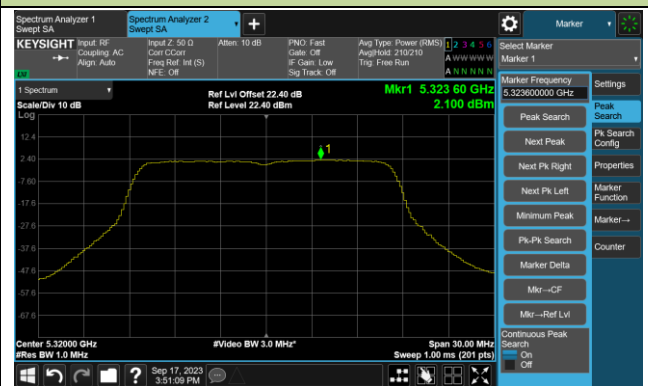 Spectrum Analyzer 1
Swept SA
Spectrum Analyzer 2
Swept SA
Marker
KEYSIGHT
Input: RF
Coupling: AC
Align: Auto
Input Z: 50 Ω
Corr CCorr
Freq Ref: Int (S)
NFE: Off
Atten: 10 dB
PNO: Fast
Gate: Off
IF Gain: Low
Sig Track: Off
Avg Type: Power (RMS)
Avg|Hold: 210/210
Trig: Free Run
1 2 3 4 5 6
A W W W W W
A N N N N N
LXI
1 Spectrum
Scale/Div 10 dB
Log
Ref Lvl Offset 22.40 dB
Ref Level 22.40 dBm
Mkr1 5.323 60 GHz
2.100 dBm
12.4
2.40
-7.60
-17.6
-27.6
-37.6
-47.6
-57.6
-67.6
1
Center 5.32000 GHz
#Res BW 1.0 MHz
#Video BW 3.0 MHz*
Span 30.00 MHz
Sweep 1.00 ms (201 pts)
Sep 17, 2023
3:51:09 PM
Select Marker
Marker 1
Marker Frequency
5.323600000 GHz
Peak Search
Next Peak
Next Pk Right
Next Pk Left
Minimum Peak
Pk-Pk Search
Marker Delta
Mkr→CF
Mkr→Ref Lvl
Continuous Peak
Search
On
Off
Settings
Peak
Search
Pk Search
Config
Properties
Marker
Function
Marker→
Counter